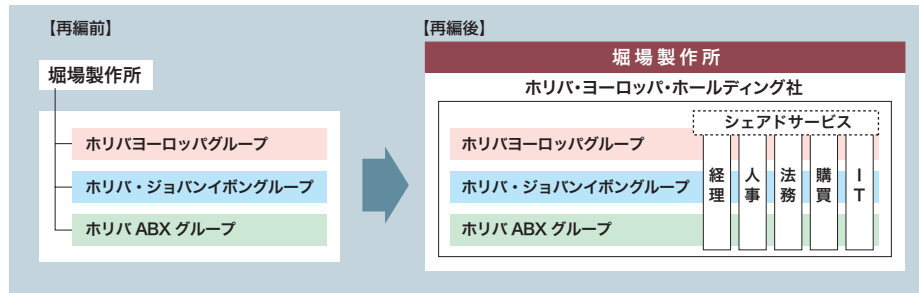 【再編前】
堀場製作所
ホリバヨーロッパグループ
ホリバ・ジョバンイボングループ
ホリバ ABX グループ
【再編後】
堀場製作所
ホリバ・ヨーロッパ・ホールディング社
シェアドサービス
ホリバヨーロッパグループ
ホリバ・ジョバンイボングループ
ホリバ ABX グループ
経理
人事
法務
購買
IT